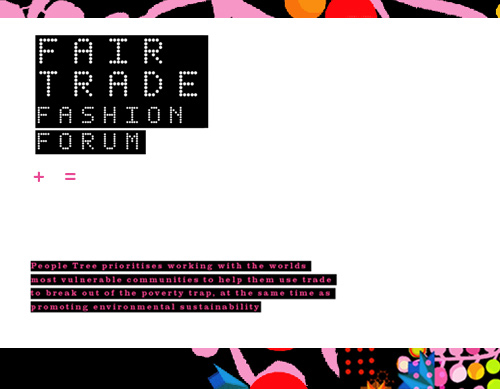 FAIR
TRADE
FASHION
FORUM
+ =
People Tree prioritises working with the worlds
most vulnerable communities to help them use trade
to break out of the poverty trap, at the same time as
promoting environmental sustainability